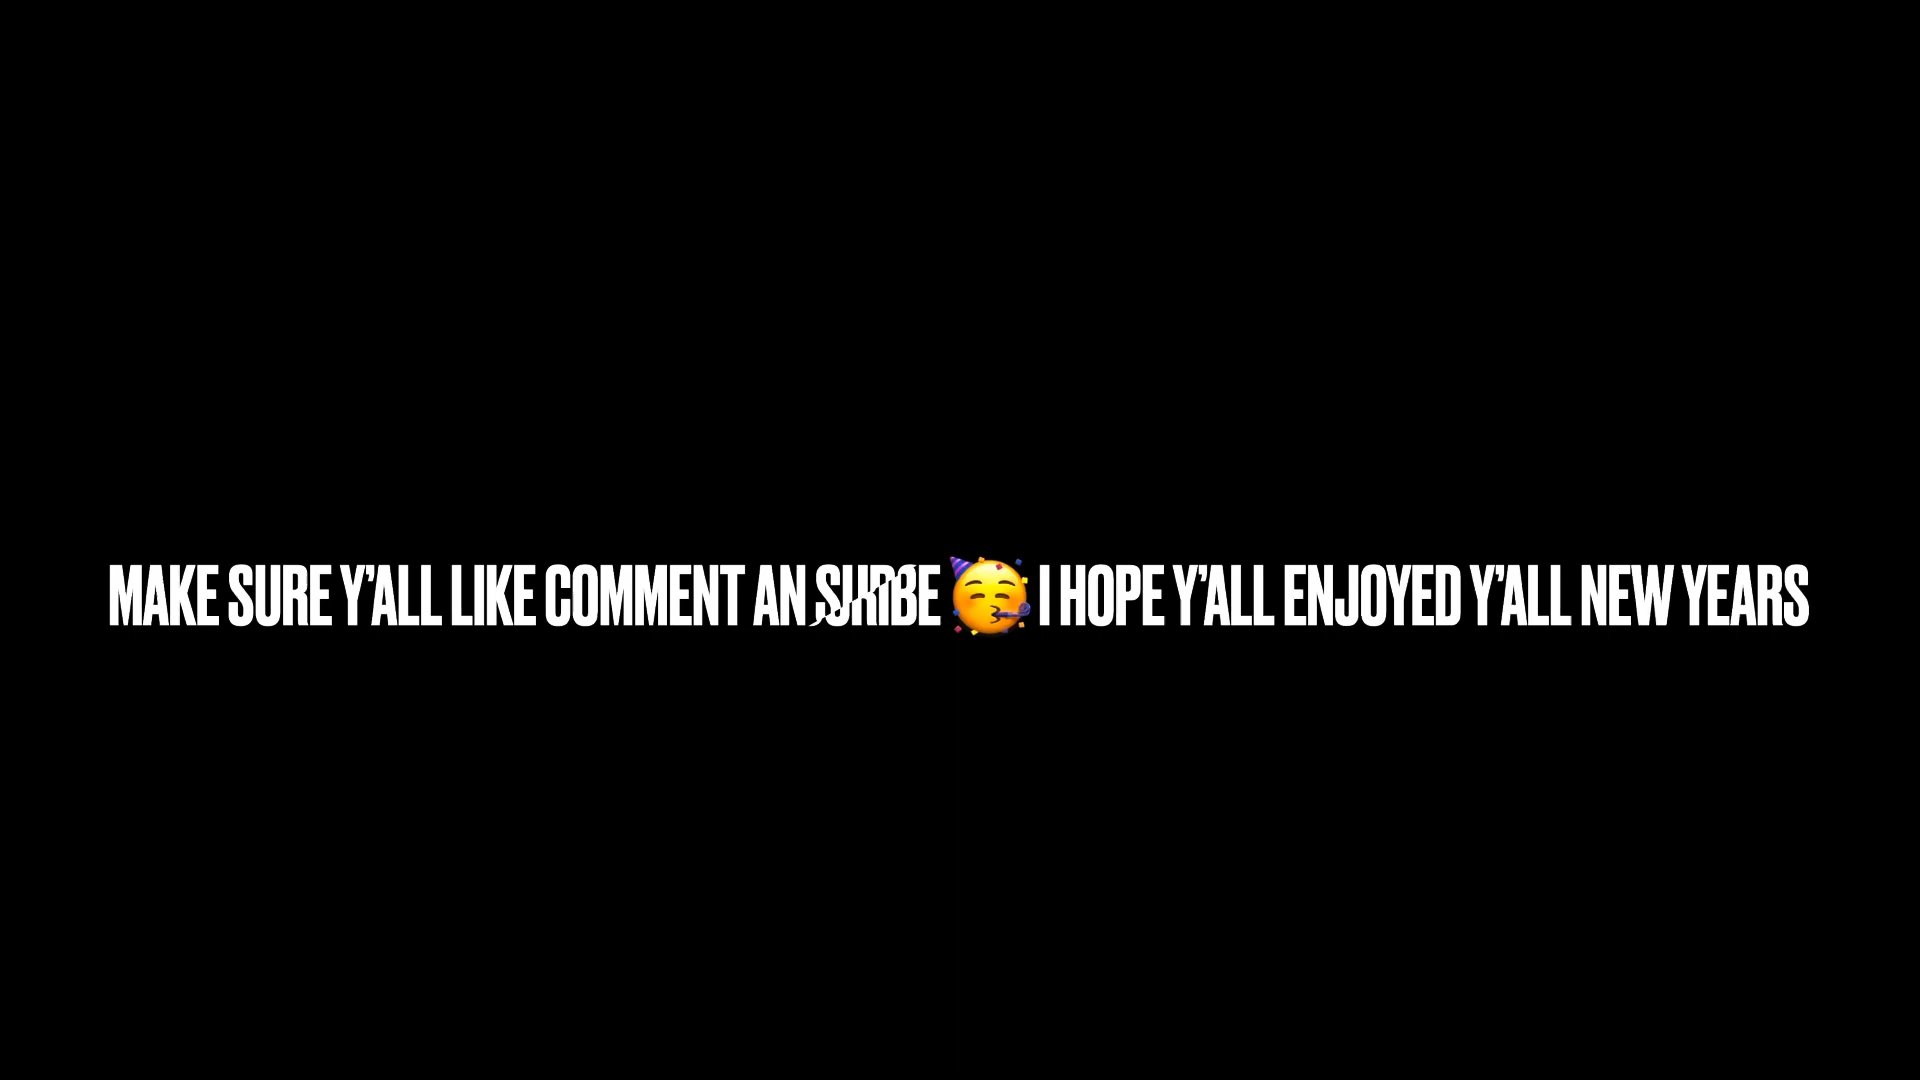 MAKE SURE Y'ALL LIKE COMMENT AN 🥳 I HOPE Y'ALL ENJOYED Y'ALL NEW YEARS